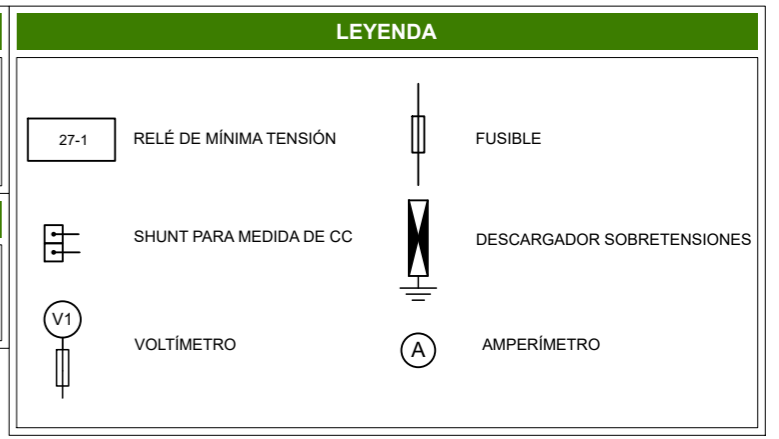 LEYENDA
27-1 RELÉ DE MÍNIMA TENSIÓN FUSIBLE
SHUNT PARA MEDIDA DE CC DESCARGADOR SOBRETENSIONES
V1 VOLTÍMETRO A AMPERÍMETRO